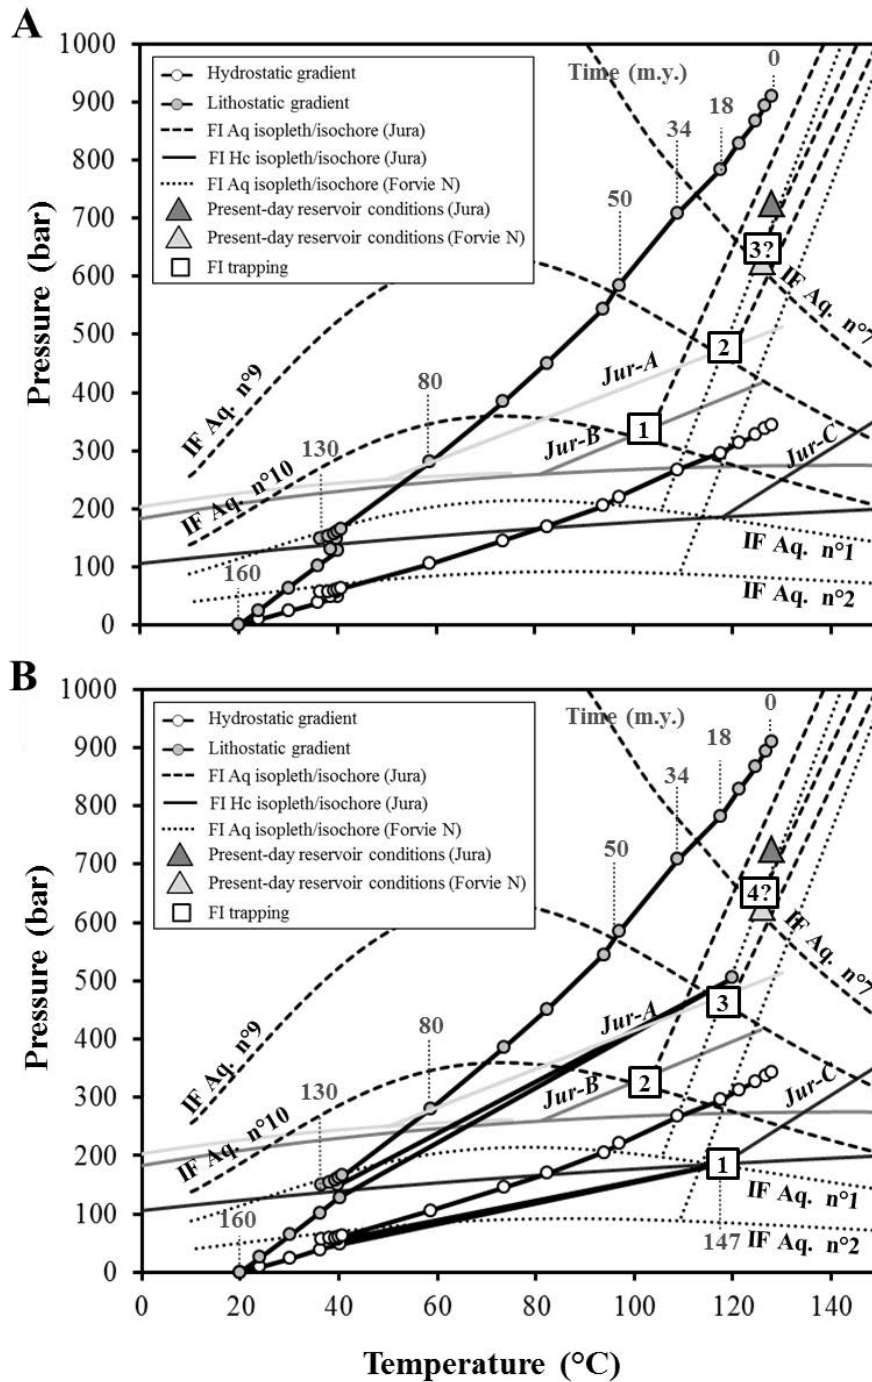 A
1000
900
800
700
600
500
400
300
200
100
0
Pressure (bar)
Hydrostatic gradient
Lithostatic gradient
FI Aq isopleth/isochore (Jura)
FI Hc isopleth/isochore (Jura)
FI Aq isopleth/isochore (Forvie N)
Present-day reservoir conditions (Jura)
Present-day reservoir conditions (Forvie N)
FI trapping
Time (m.y.)
0
18
34
50
80
130
160
3?
2
1
IF Aq. n°7
IF Aq. n°9
IF Aq. n°10
Jur-A
Jur-B
Jur-C
IF Aq. n°1
IF Aq. n°2
B
1000
900
800
700
600
500
400
300
200
100
0
Pressure (bar)
Hydrostatic gradient
Lithostatic gradient
FI Aq isopleth/isochore (Jura)
FI Hc isopleth/isochore (Jura)
FI Aq isopleth/isochore (Forvie N)
Present-day reservoir conditions (Jura)
Present-day reservoir conditions (Forvie N)
FI trapping
Time (m.y.)
0
18
34
50
80
130
160
147
4?
3
2
1
IF Aq. n°7
IF Aq. n°9
IF Aq. n°10
Jur-A
Jur-B
Jur-C
IF Aq. n°1
IF Aq. n°2
0 20 40 60 80 100 120 140
Temperature (°C)